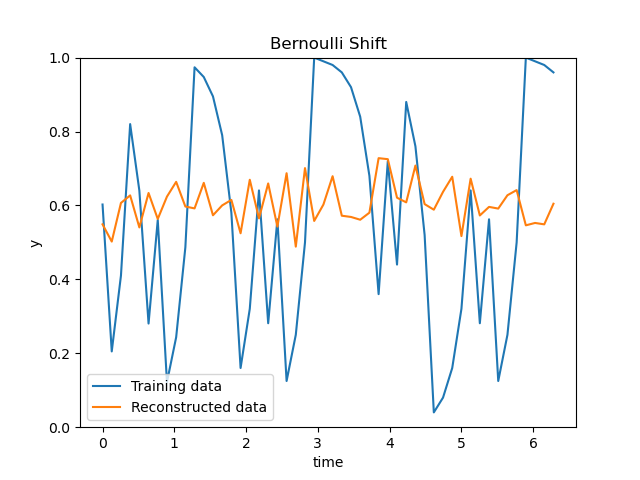 Bernoulli Shift
1.0
0.8
0.6
0.4
0.2
0.0
y
Training data
Reconstructed data
0 1 2 3 4 5 6
time